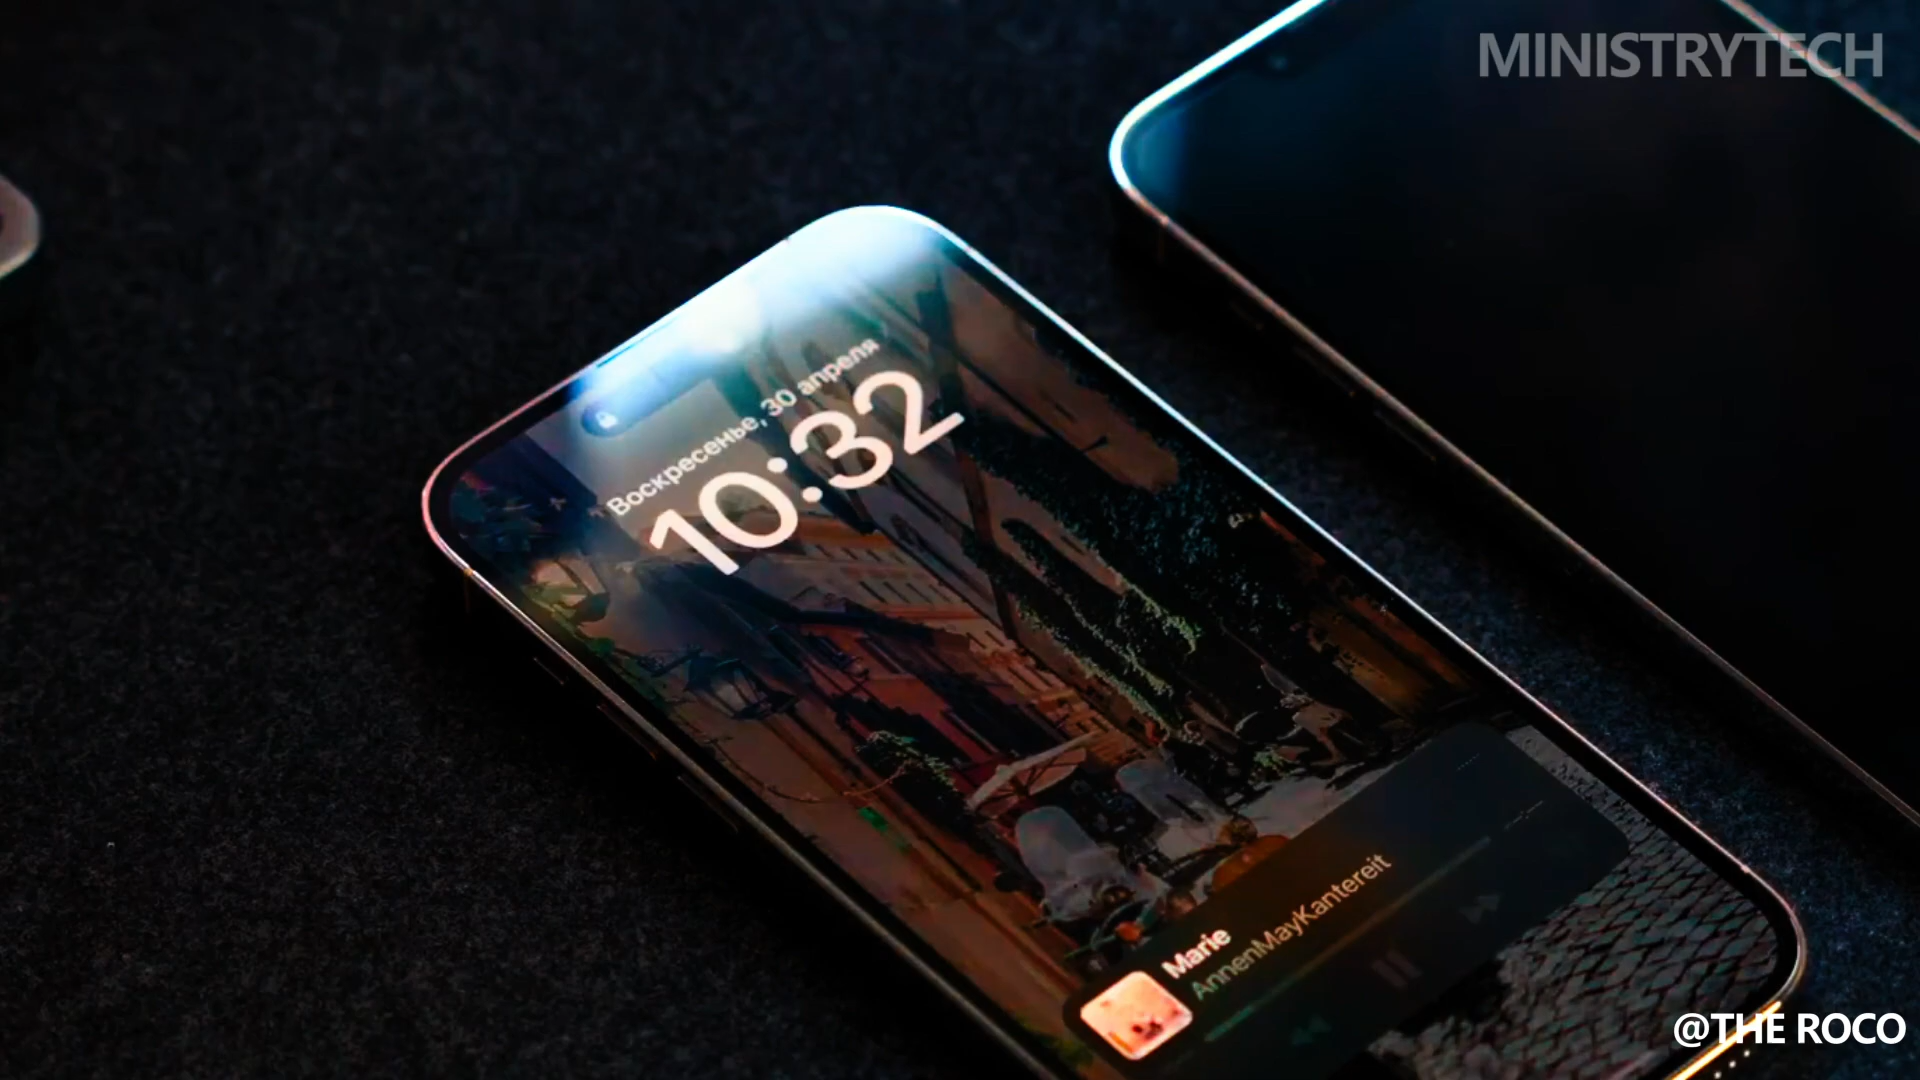 MINISTRYTECH
Воскресенье, 30 апреля
10:32
Marie
AnnenMayKantereit
@THE ROCO